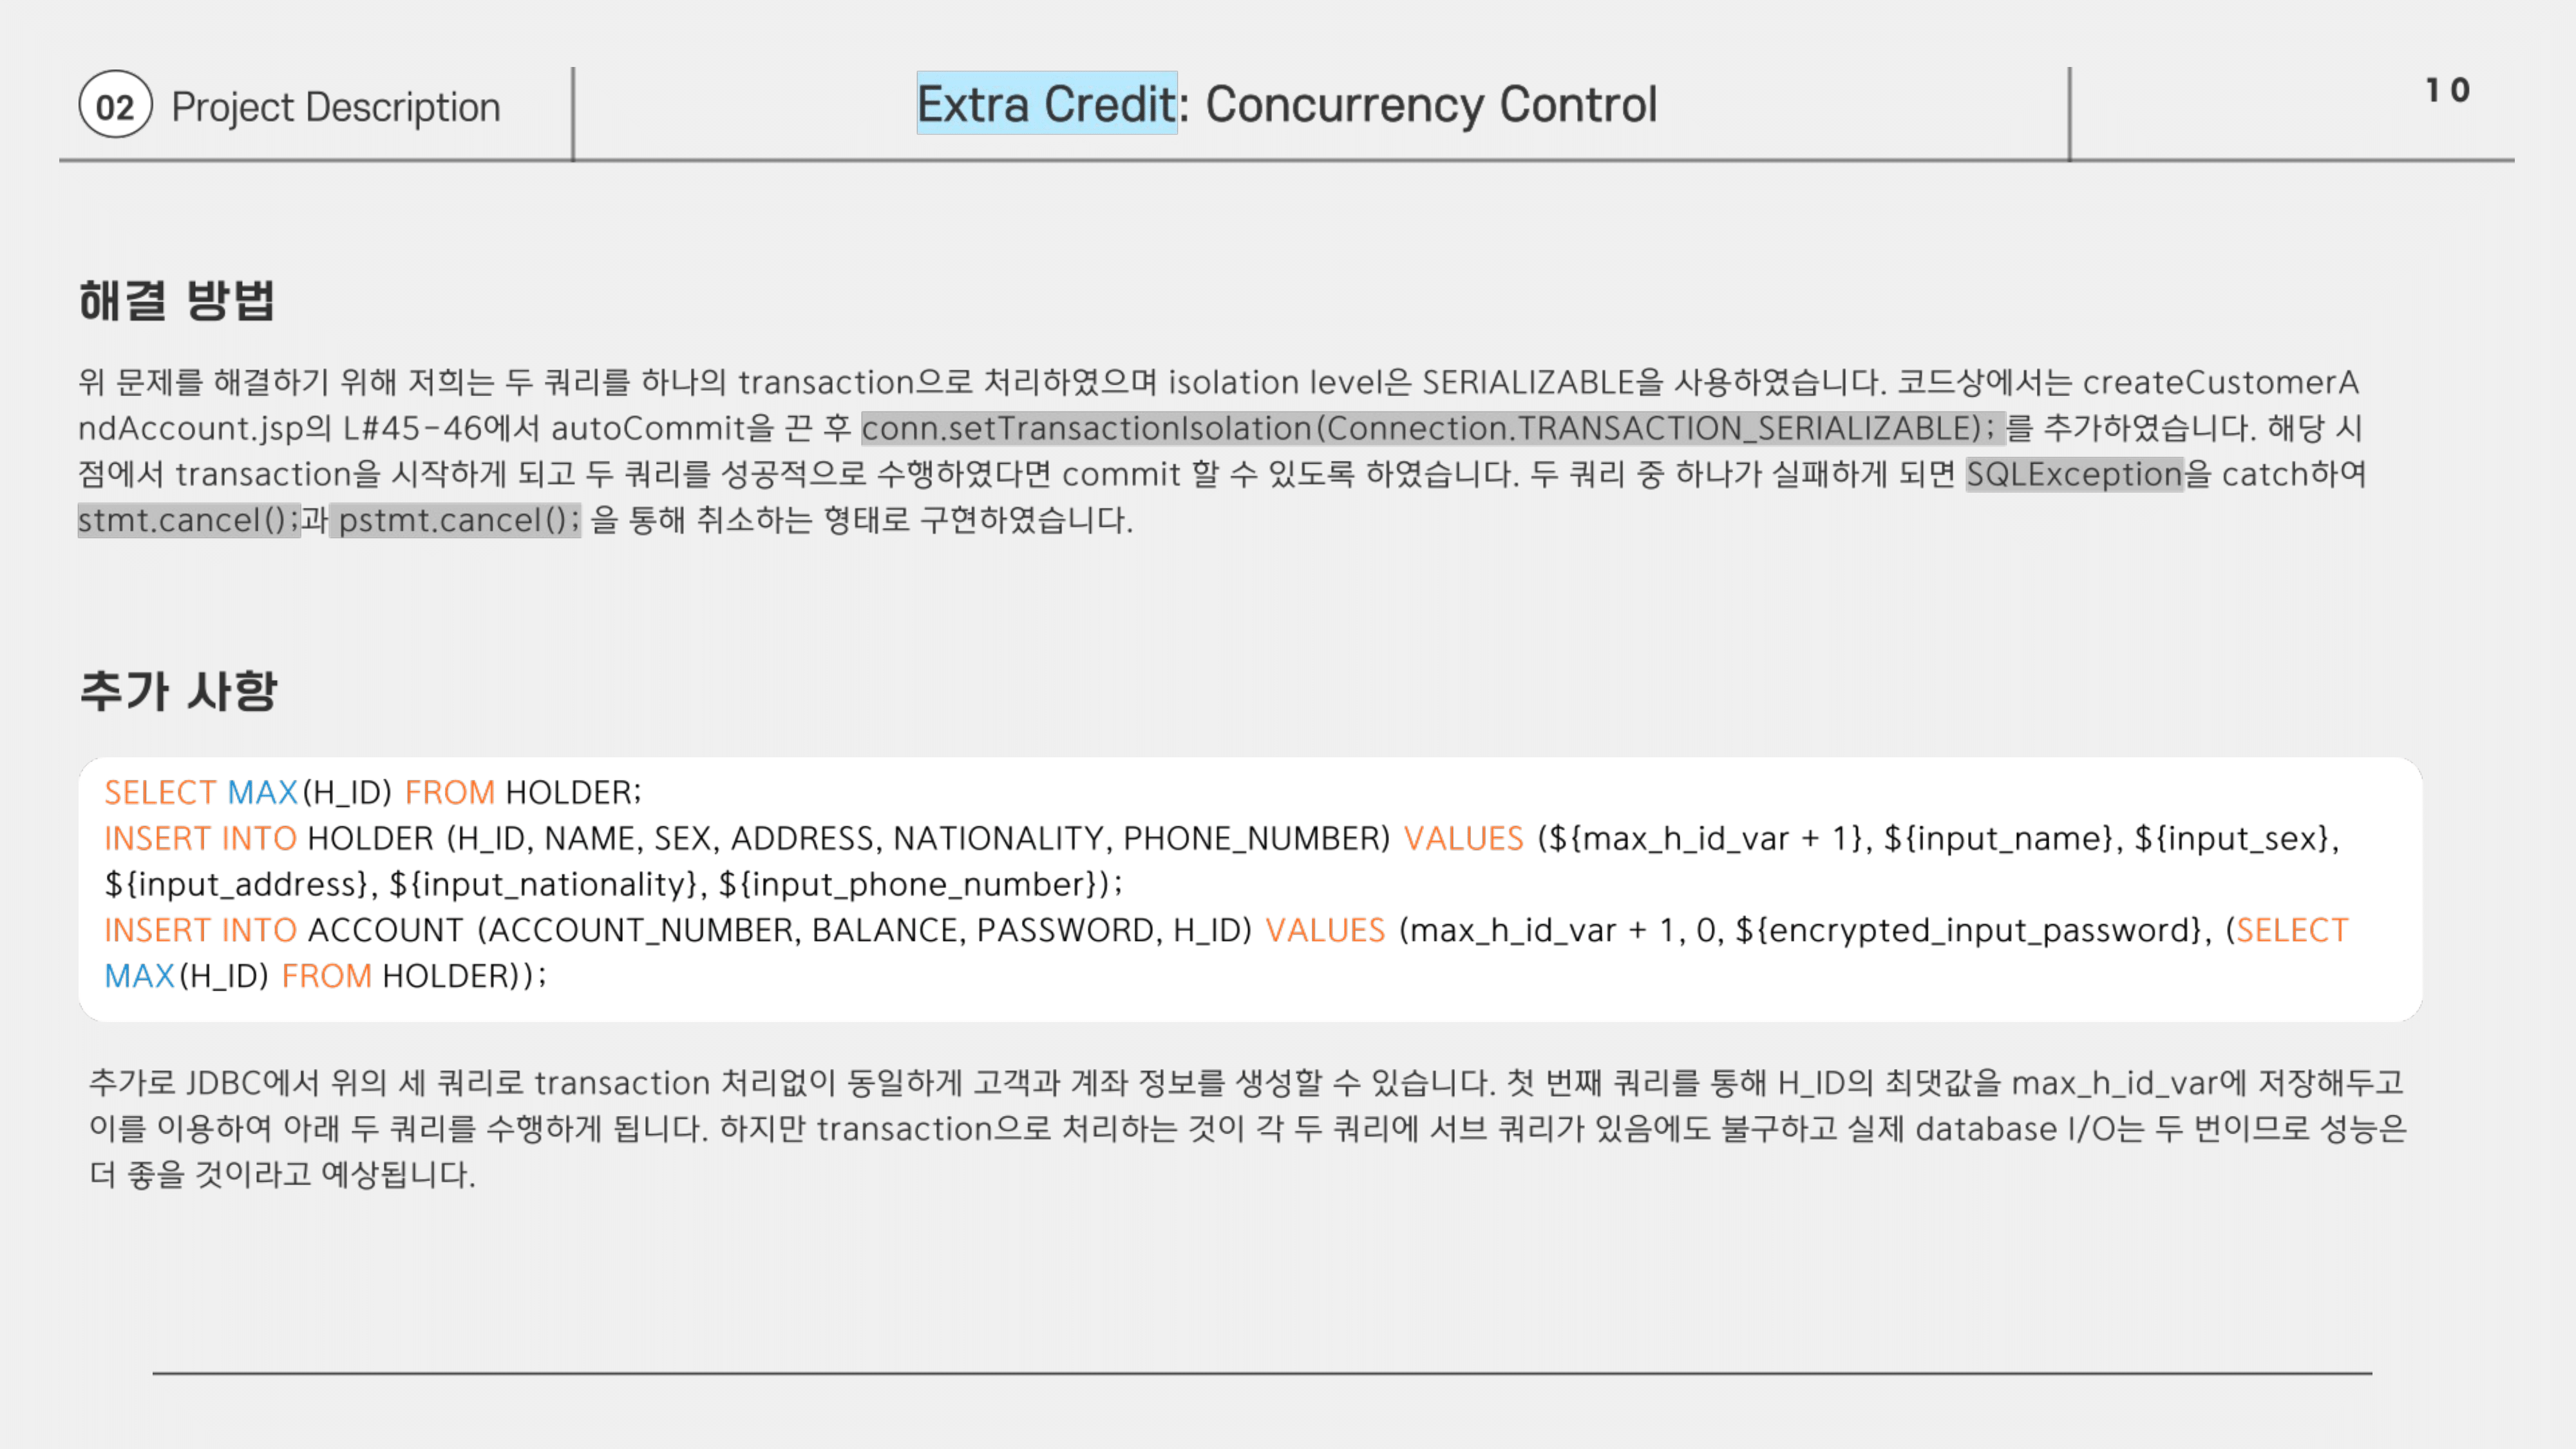 02 Project Description
Extra Credit: Concurrency Control
10
해결 방법
위 문제를 해결하기 위해 저희는 두 쿼리를 하나의 transaction으로 처리하였으며 isolation level은 SERIALIZABLE을 사용하였습니다. 코드상에서는 createCustomerA
ndAccount.jsp의 L#45-46에서 autoCommit을 끈 후 conn.setTransactionIsolation(Connection.TRANSACTION_SERIALIZABLE); 를 추가하였습니다. 해당 시
점에서 transaction을 시작하게 되고 두 쿼리를 성공적으로 수행하였다면 commit 할 수 있도록 하였습니다. 두 쿼리 중 하나가 실패하게 되면 SQLException을 catch하여
stmt.cancel();과 pstmt.cancel(); 을 통해 취소하는 형태로 구현하였습니다.
추가 사항
SELECT MAX(H_ID) FROM HOLDER;
INSERT INTO HOLDER (H_ID, NAME, SEX, ADDRESS, NATIONALITY, PHONE_NUMBER) VALUES (${max_h_id_var + 1}, ${input_name}, ${input_sex},
${input_address}, ${input_nationality}, ${input_phone_number});
INSERT INTO ACCOUNT (ACCOUNT_NUMBER, BALANCE, PASSWORD, H_ID) VALUES (max_h_id_var + 1, 0, ${encrypted_input_password}, (SELECT
MAX(H_ID) FROM HOLDER));
추가로 JDBC에서 위의 세 쿼리로 transaction 처리없이 동일하게 고객과 계좌 정보를 생성할 수 있습니다. 첫 번째 쿼리를 통해 H_ID의 최댓값을 max_h_id_var에 저장해두고
이를 이용하여 아래 두 쿼리를 수행하게 됩니다. 하지만 transaction으로 처리하는 것이 각 두 쿼리에 서브 쿼리가 있음에도 불구하고 실제 database I/O는 두 번이므로 성능은
더 좋을 것이라고 예상됩니다.